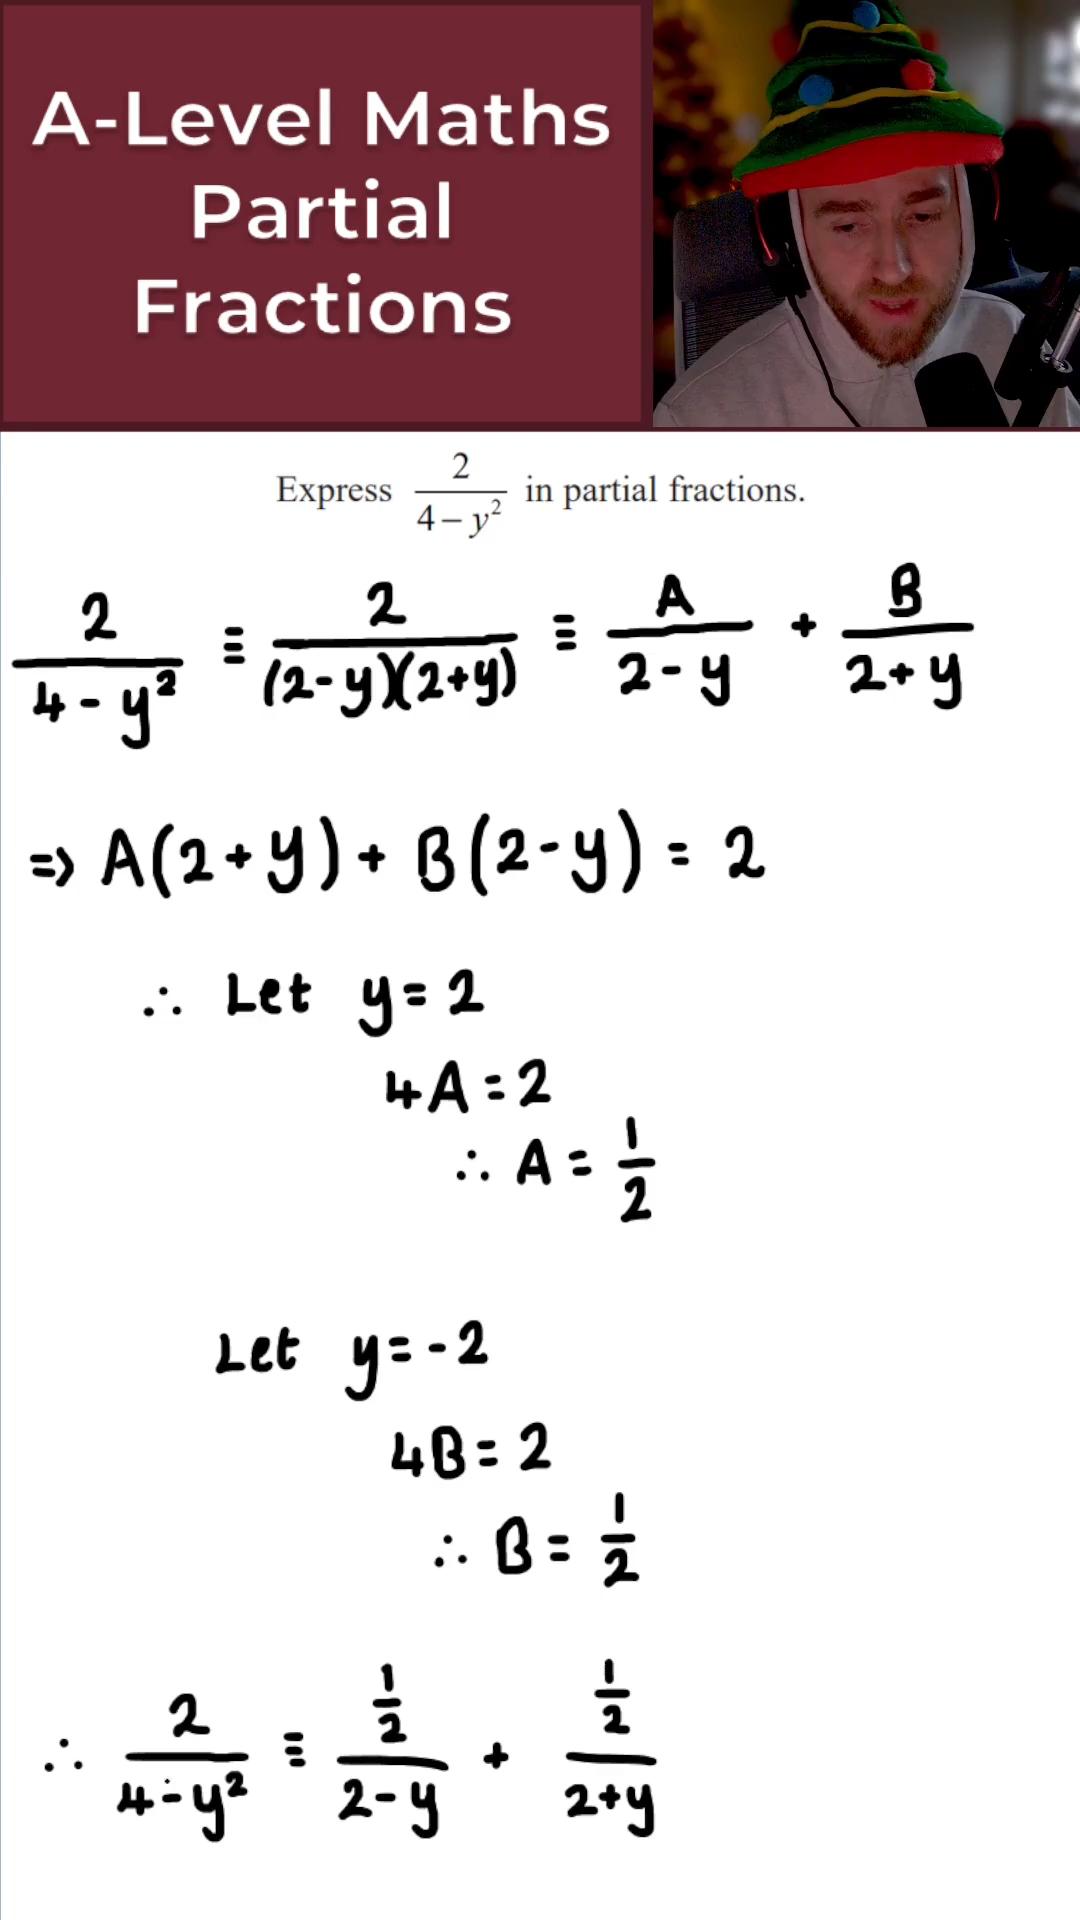 A-Level Maths
Partial
Fractions
Express 2/(4 − y²) in partial fractions.
2/(4 - y²) ≡ 2/((2-y)(2+y)) ≡ A/(2-y) + B/(2+y)
⇒ A(2+y) + B(2-y) = 2
∴ Let y = 2
4A = 2
∴ A = 1/2
Let y = -2
4B = 2
∴ B = 1/2
∴ 2/(4-y²) ≡ (1/2)/(2-y) + (1/2)/(2+y)